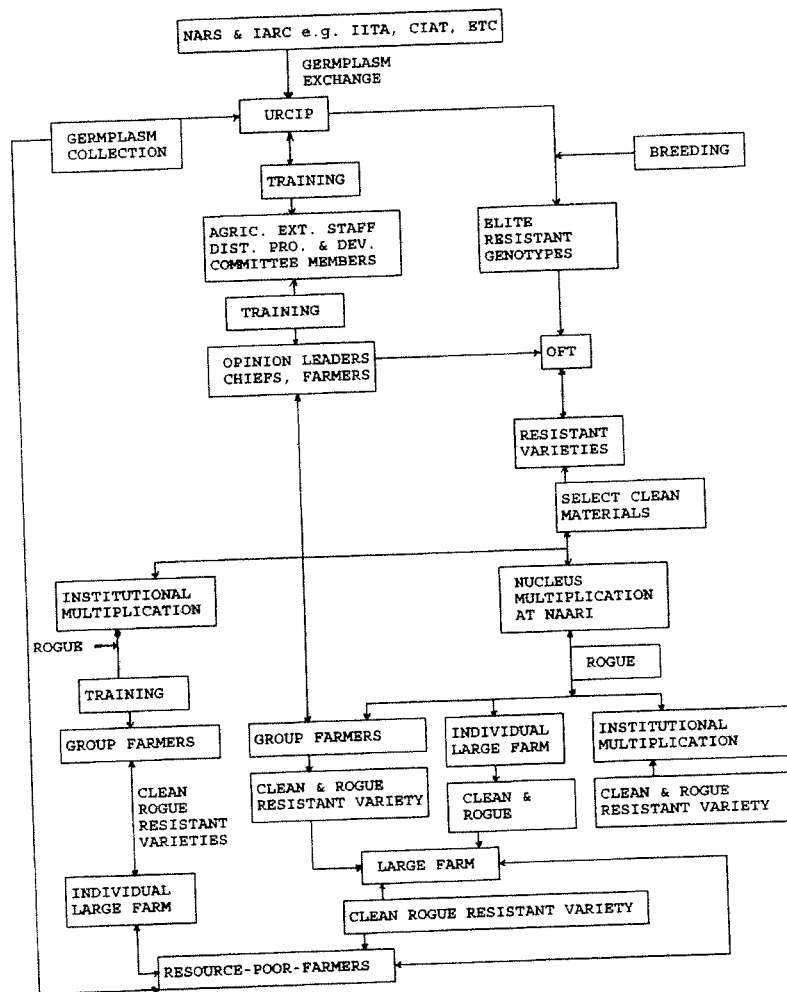 NARS & IARC e.g. IITA, CIAT, ETC
GERMPLASM
EXCHANGE
URCIP
GERMPLASM
COLLECTION
BREEDING
TRAINING
AGRIC. EXT. STAFF
DIST. PRO. & DEV.
COMMITTEE MEMBERS
ELITE
RESISTANT
GENOTYPES
TRAINING
OPINION LEADERS
CHIEFS, FARMERS
OFT
RESISTANT
VARIETIES
SELECT CLEAN
MATERIALS
INSTITUTIONAL
MULTIPLICATION
NUCLEUS
MULTIPLICATION
AT NAARI
ROGUE
ROGUE
TRAINING
GROUP FARMERS
GROUP FARMERS
INDIVIDUAL
LARGE FARM
INSTITUTIONAL
MULTIPLICATION
CLEAN
ROGUE
RESISTANT
VARIETIES
CLEAN & ROGUE
RESISTANT VARIETY
CLEAN &
ROGUE
CLEAN & ROGUE
RESISTANT VARIETY
LARGE FARM
INDIVIDUAL
LARGE FARM
CLEAN ROGUE RESISTANT VARIETY
RESOURCE-POOR-FARMERS